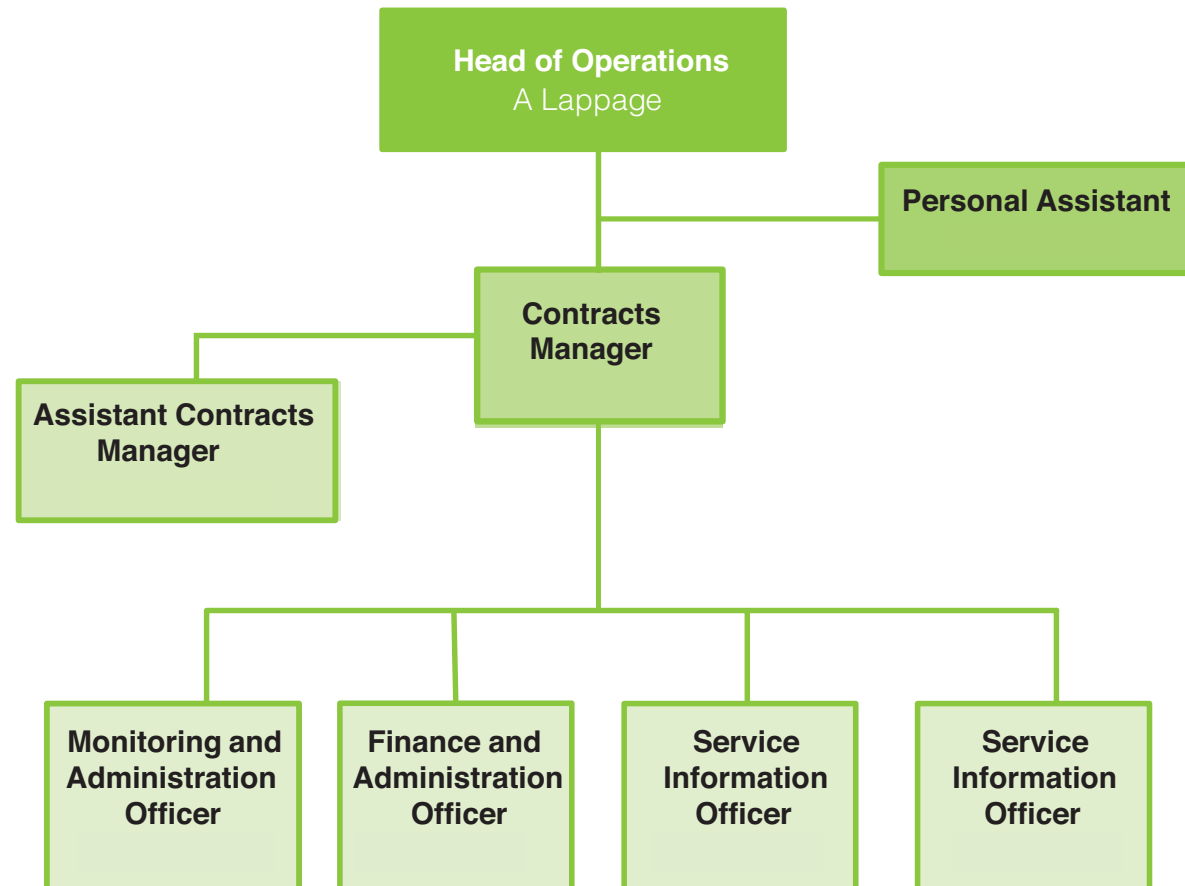 Head of Operations
A Lappage
Personal Assistant
Contracts
Manager
Assistant Contracts
Manager
Monitoring and
Administration
Officer
Finance and
Administration
Officer
Service
Information
Officer
Service
Information
Officer